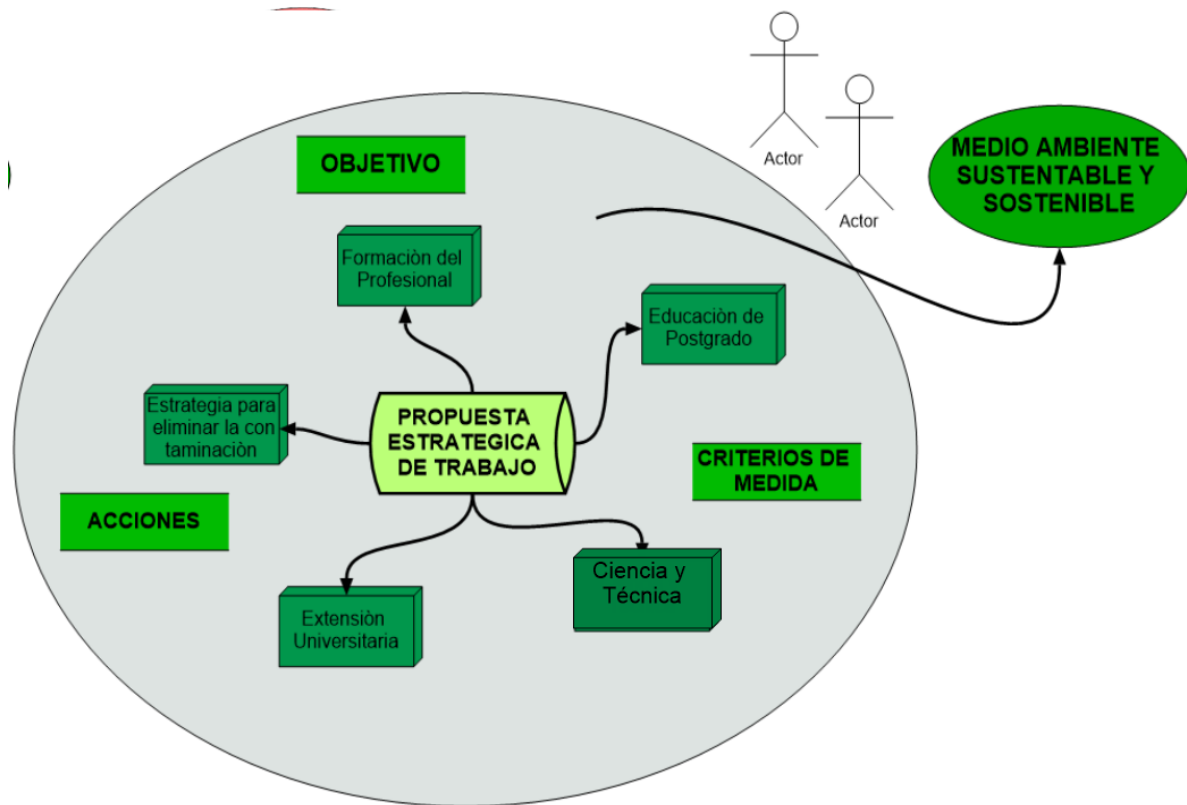 OBJETIVO
Actor
Actor
MEDIO AMBIENTE
SUSTENTABLE Y
SOSTENIBLE
Formaciòn del
Profesional
Educaciòn de
Postgrado
Estrategia para
eliminar la con
taminaciòn
PROPUESTA
ESTRATEGICA
DE TRABAJO
CRITERIOS DE
MEDIDA
ACCIONES
Extensiòn
Universitaria
Ciencia y
Técnica